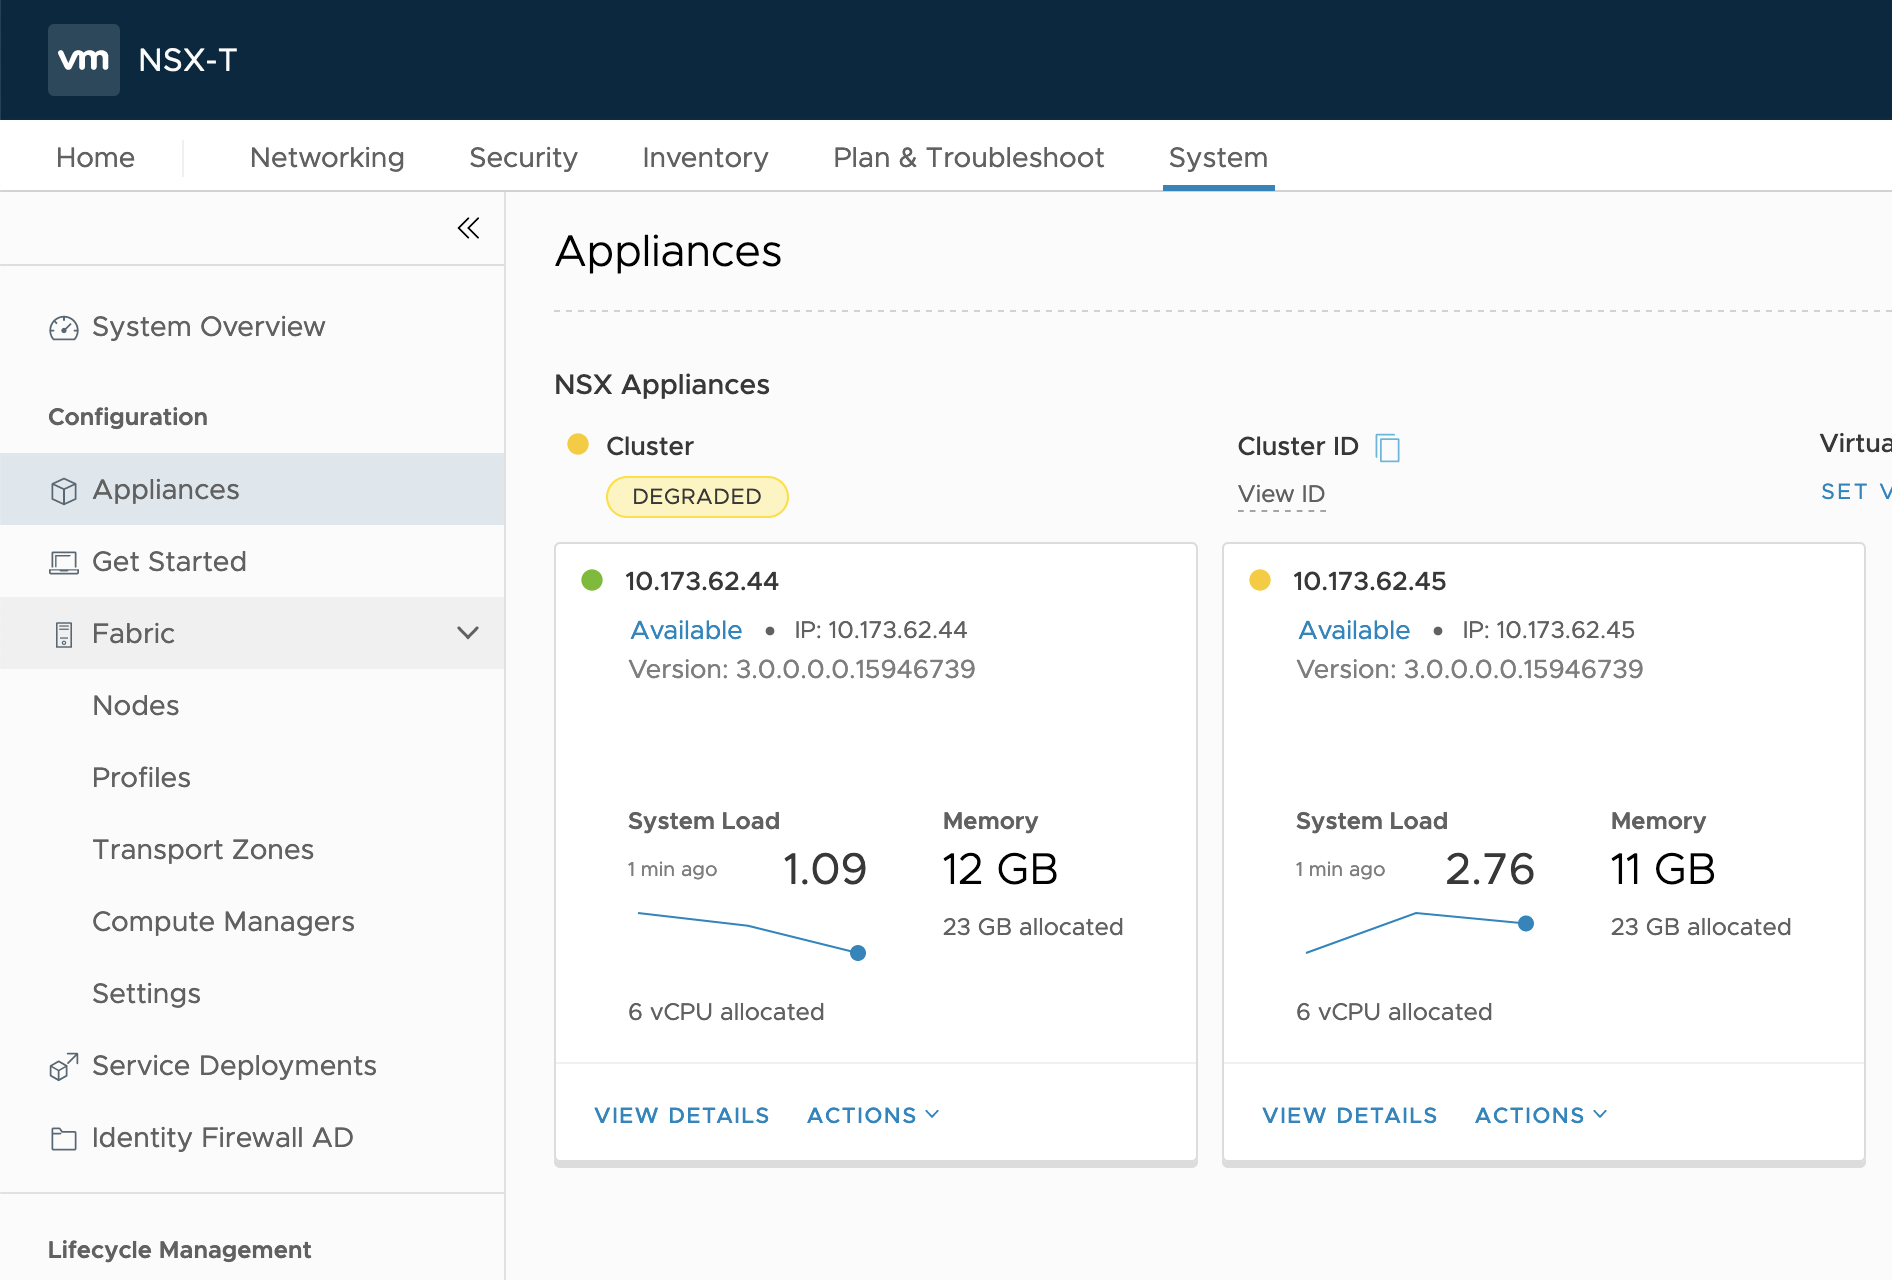 vm NSX-T
Home Networking Security Inventory Plan & Troubleshoot System
System Overview
Configuration
Appliances
Get Started
Fabric
Nodes
Profiles
Transport Zones
Compute Managers
Settings
Service Deployments
Identity Firewall AD
Lifecycle Management
Appliances
NSX Appliances
Cluster
DEGRADED
Cluster ID
View ID
Virtua
SET V
10.173.62.44
Available • IP: 10.173.62.44
Version: 3.0.0.0.0.15946739
System Load
1 min ago 1.09
Memory
12 GB
23 GB allocated
6 vCPU allocated
VIEW DETAILS ACTIONS
10.173.62.45
Available • IP: 10.173.62.45
Version: 3.0.0.0.0.15946739
System Load
1 min ago 2.76
Memory
11 GB
23 GB allocated
6 vCPU allocated
VIEW DETAILS ACTIONS